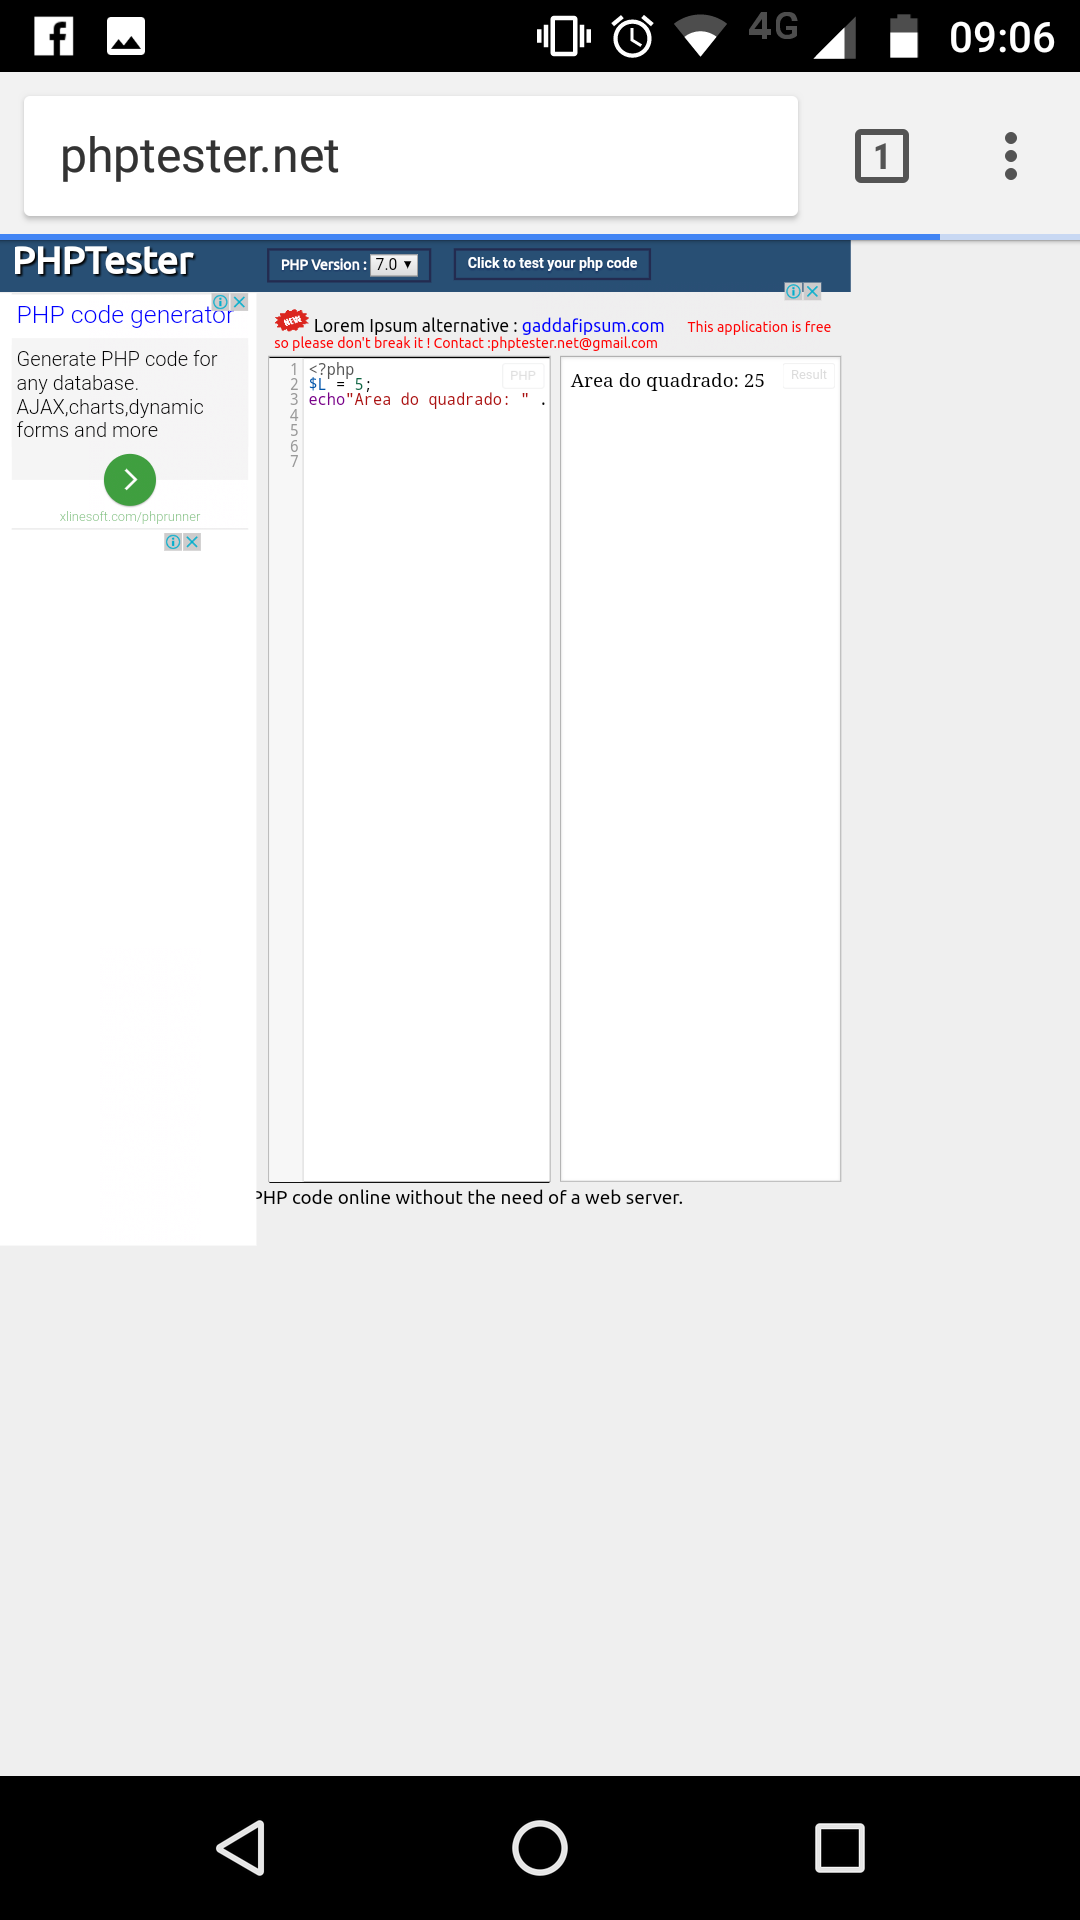 4G
09:06
phptester.net
1
PHPTester
PHP Version : 7.0
Click to test your php code
PHP code generator
Generate PHP code for
any database.
AJAX,charts,dynamic
forms and more
xlinesoft.com/phprunner
NEW Lorem Ipsum alternative : gaddafipsum.com This application is free
so please don't break it ! Contact :phptester.net@gmail.com
PHP
1 <?php
2 $L = 5;
3 echo"Area do quadrado: " .
4
5
6
7
Result
Area do quadrado: 25
PHP code online without the need of a web server.